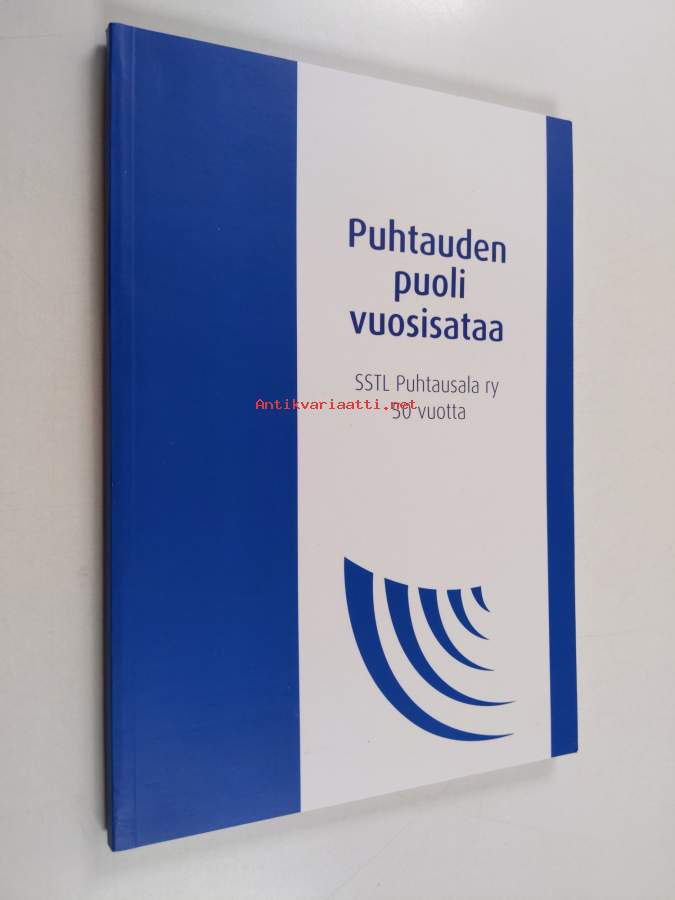 Puhtauden
puoli
vuosisataa
SSTL Puhtausala ry
Antikvariaatti.net
50 vuotta